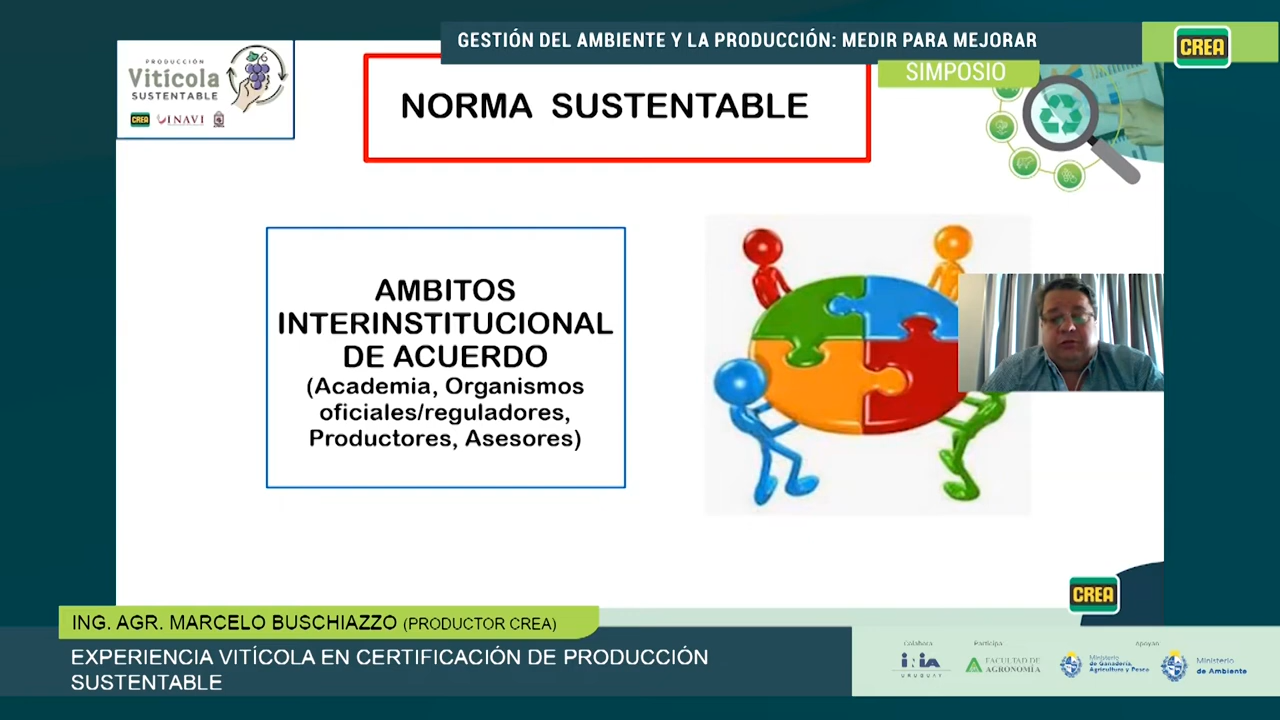 GESTIÓN DEL AMBIENTE Y LA PRODUCCIÓN: MEDIR PARA MEJORAR
CREA
SIMPOSIO
PRODUCCIÓN
Vitícola
SUSTENTABLE
CREA INAVI
NORMA SUSTENTABLE
AMBITOS
INTERINSTITUCIONAL
DE ACUERDO
(Academia, Organismos
oficiales/reguladores,
Productores, Asesores)
CREA
ING. AGR. MARCELO BUSCHIAZZO (PRODUCTOR CREA)
EXPERIENCIA VITÍCOLA EN CERTIFICACIÓN DE PRODUCCIÓN
SUSTENTABLE
Colabora
inia
URUGUAY
Participa
FACULTAD DE
AGRONOMÍA
Apoyan
Ministerio
de Ganadería,
Agricultura y Pesca
Ministerio
de Ambiente